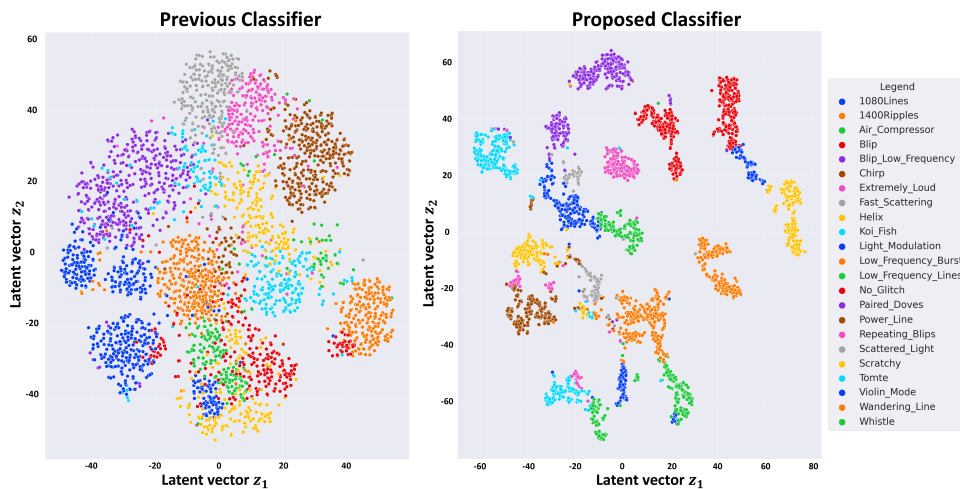 Previous Classifier
Proposed Classifier
60
40
20
0
-20
-40
-40
-20
0
20
40
Latent vector z1
Latent vector z2
60
40
20
0
-20
-40
-60
-60
-40
-20
0
20
40
60
80
Latent vector z1
Latent vector z2
Legend
1080Lines
1400Ripples
Air_Compressor
Blip
Blip_Low_Frequency
Chirp
Extremely_Loud
Fast_Scattering
Helix
Koi_Fish
Light_Modulation
Low_Frequency_Burst
Low_Frequency_Lines
No_Glitch
Paired_Doves
Power_Line
Repeating_Blips
Scattered_Light
Scratchy
Tomte
Violin_Mode
Wandering_Line
Whistle